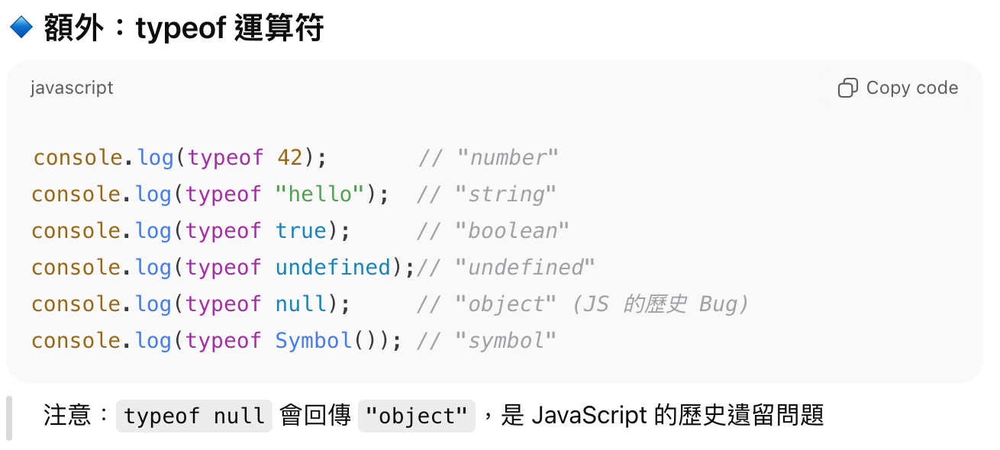 額外：typeof 運算符
javascript
Copy code
console.log(typeof 42);       // "number"
console.log(typeof "hello");  // "string"
console.log(typeof true);     // "boolean"
console.log(typeof undefined);// "undefined"
console.log(typeof null);     // "object" (JS 的歷史 Bug)
console.log(typeof Symbol()); // "symbol"
注意：typeof null 會回傳 "object"，是 JavaScript 的歷史遺留問題